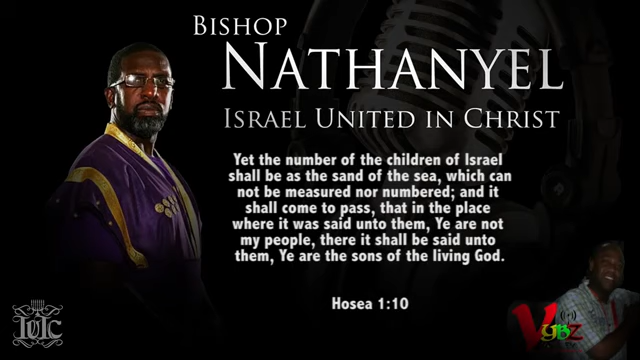 BISHOP
NATHANYEL
ISRAEL UNITED IN CHRIST
Yet the number of the children of Israel
shall be as the sand of the sea, which can
not be measured nor numbered; and it
shall come to pass, that in the place
where it was said unto them, Ye are not
my people, there it shall be said unto
them, Ye are the sons of the living God.
Hosea 1:10
IUIC
VYBZ